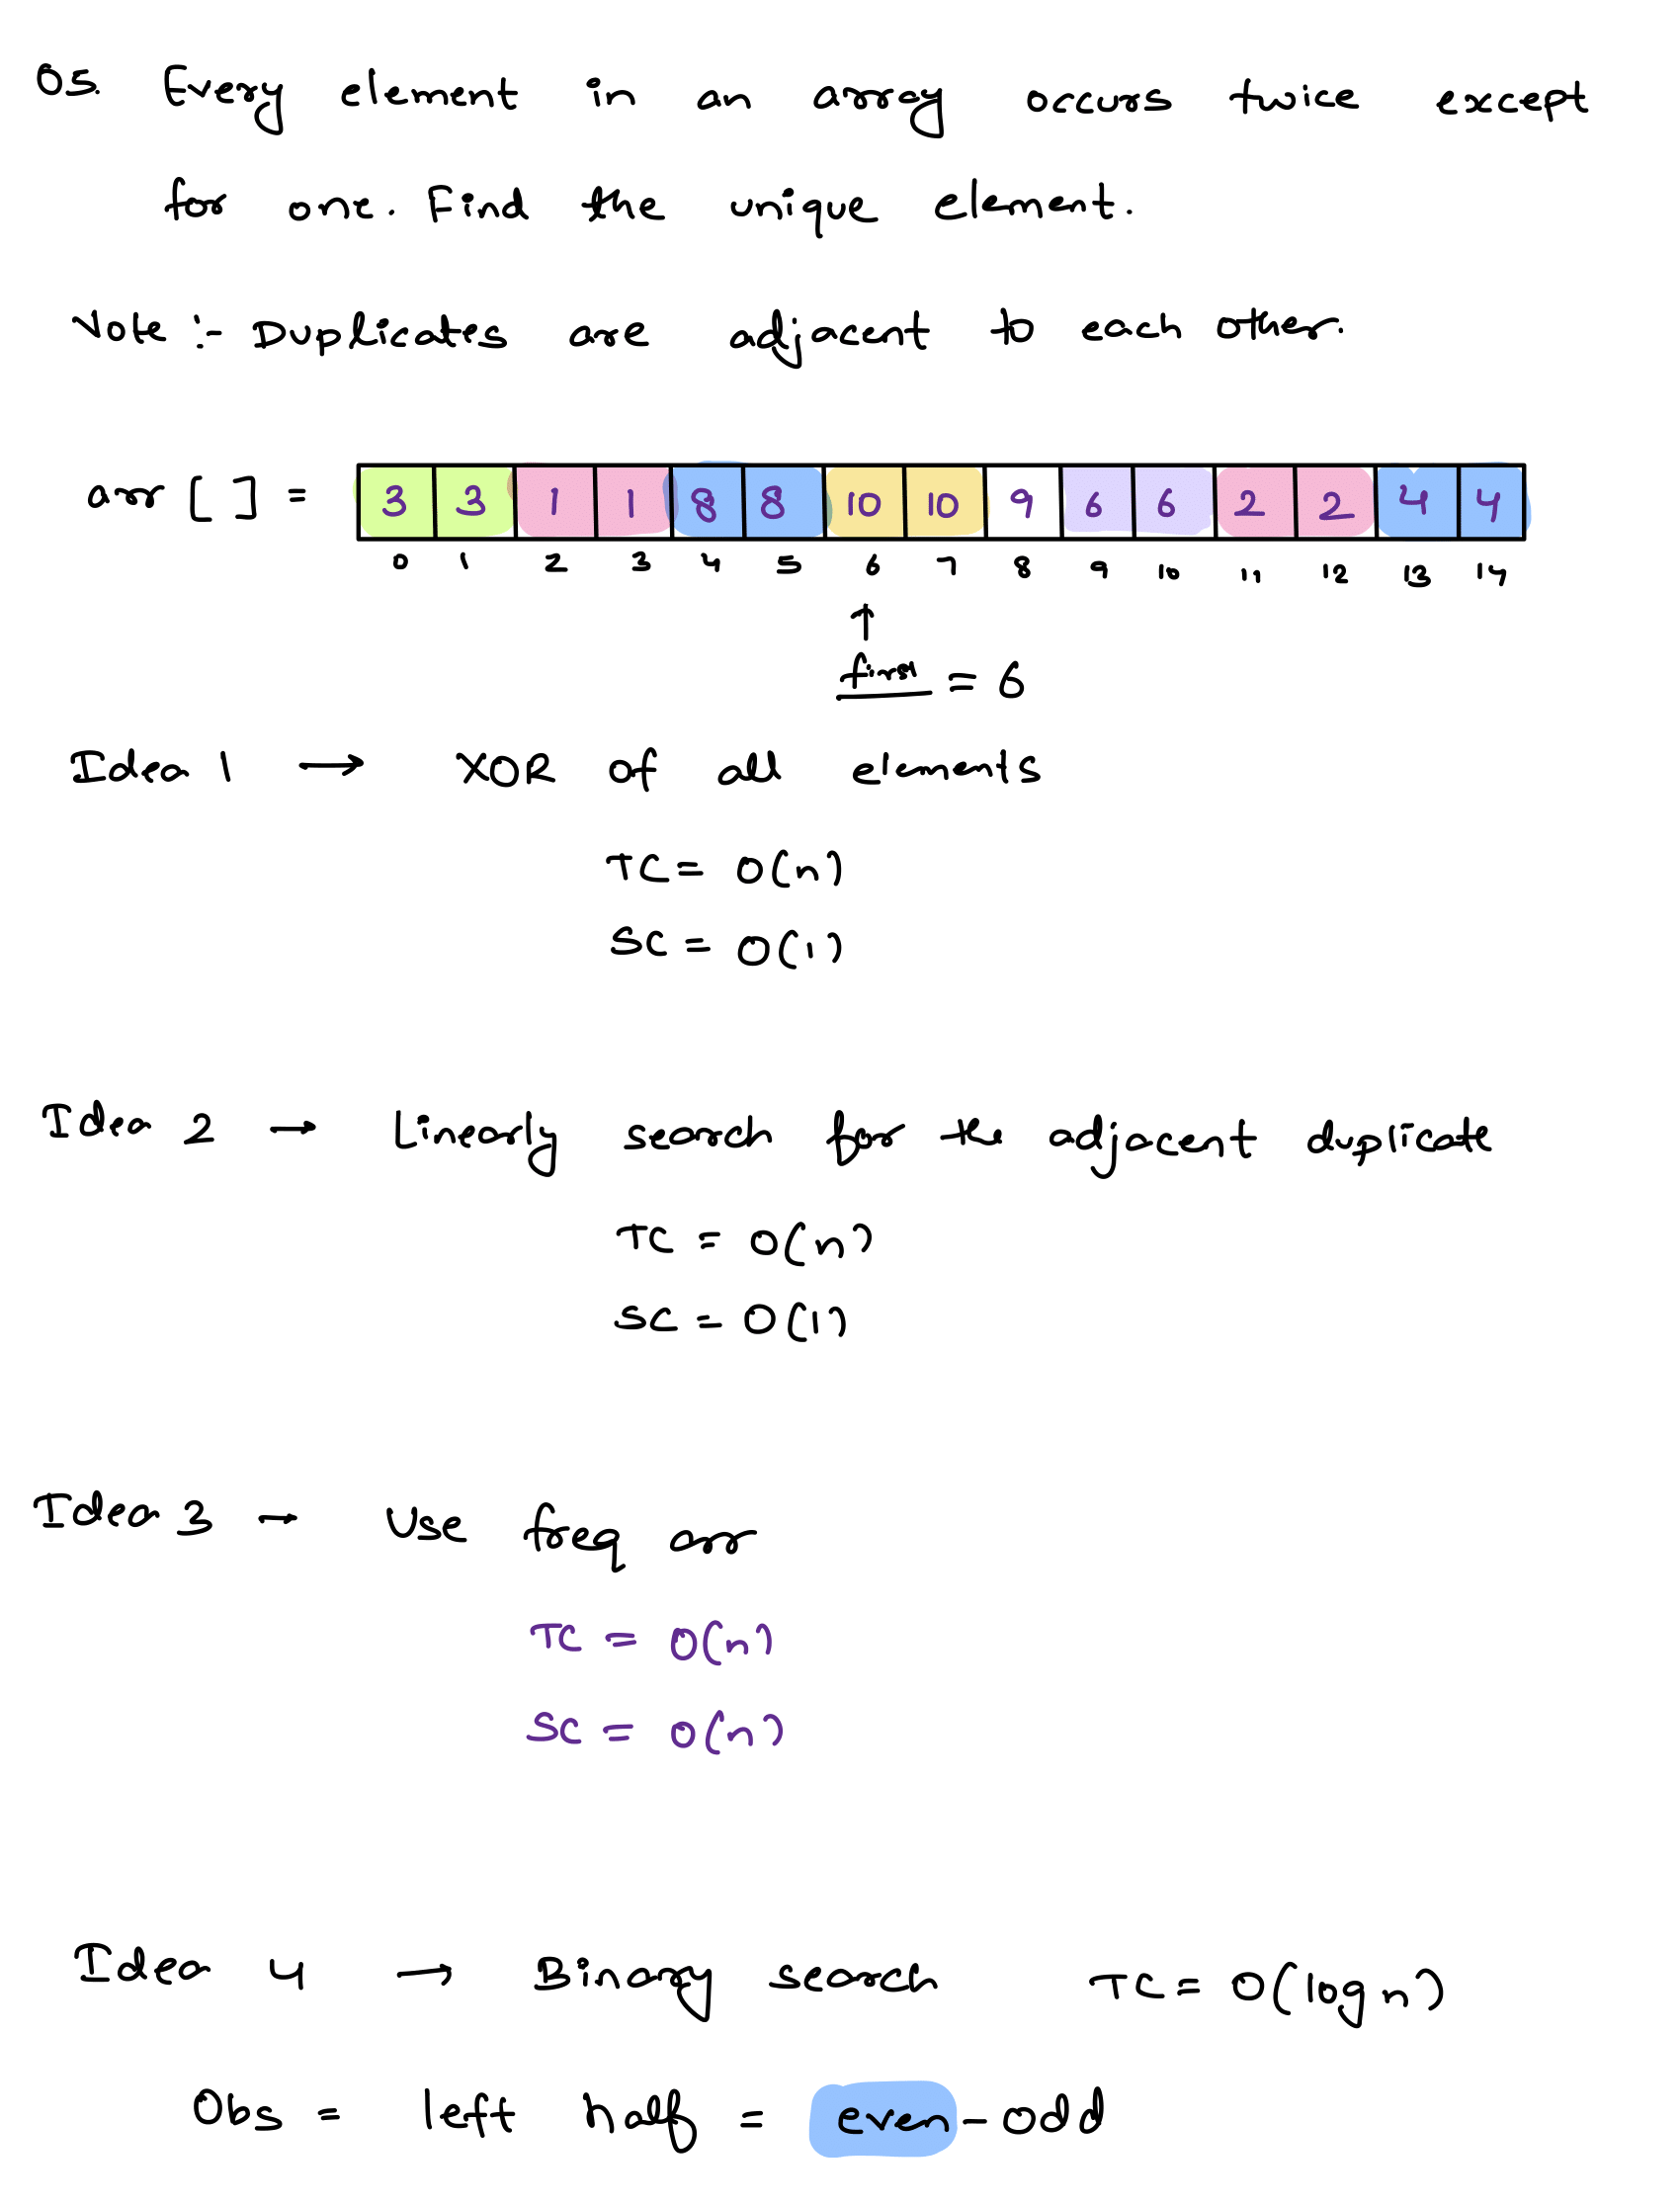 Q5. Every element in an array occurs twice except
for one. Find the unique element.
Note :- Duplicates are adjacent to each other.
arr [ ] = 3 3 1 1 8 8 10 10 9 6 6 2 2 4 4
0 1 2 3 4 5 6 7 8 9 10 11 12 13 14
↑
first = 6
Idea 1 → XOR of all elements
TC = O(n)
SC = O(1)
Idea 2 → Linearly search for the adjacent duplicate
TC = O(n)
SC = O(1)
Idea 3 → Use freq arr
TC = O(n)
SC = O(n)
Idea 4 → Binary search TC = O(log n)
Obs = left half = even-odd